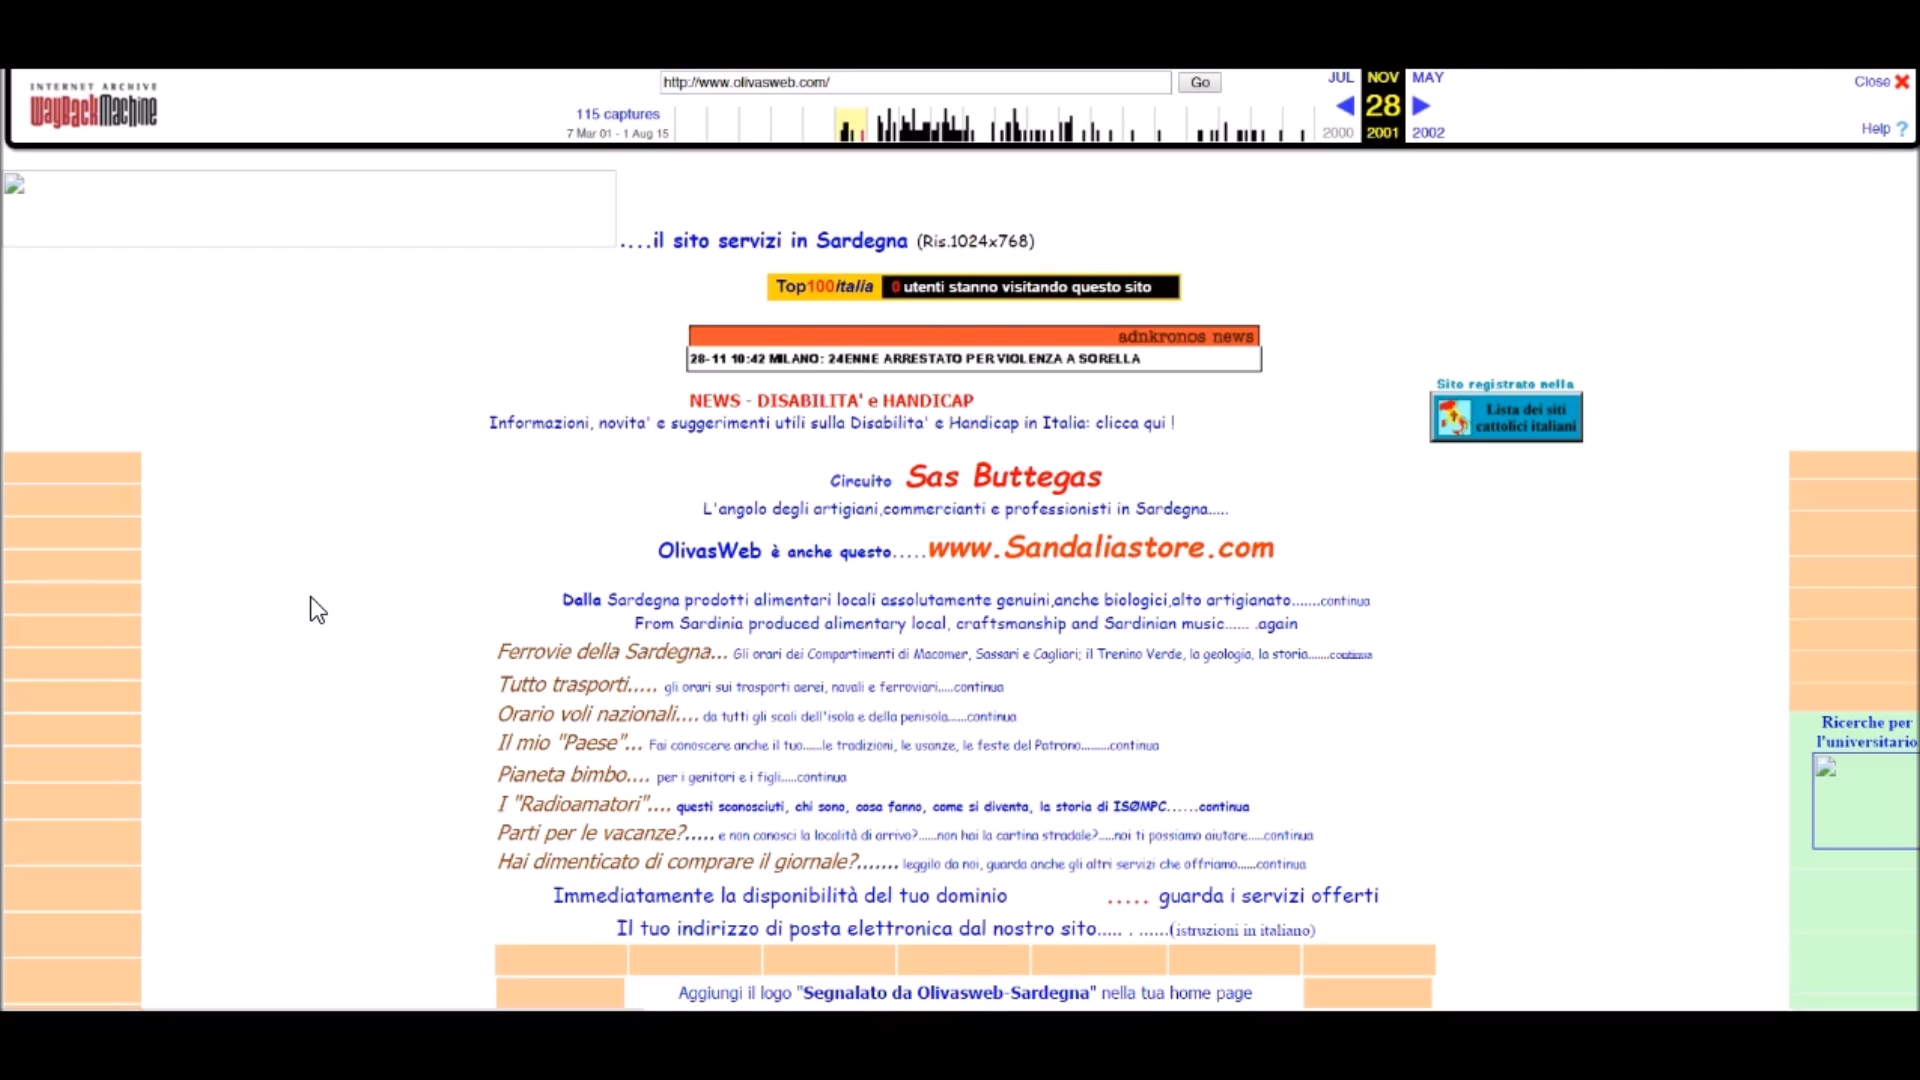 INTERNET ARCHIVE
WayBackMachine
http://www.olivasweb.com/
Go
115 captures
7 Mar 01 - 1 Aug 15
JUL NOV MAY
28
2000 2001 2002
Close
Help ?
....il sito servizi in Sardegna (Ris.1024x768)
Top100italia 0 utenti stanno visitando questo sito
adnkronos news
28-11 10:42 MILANO: 24ENNE ARRESTATO PER VIOLENZA A SORELLA
NEWS - DISABILITA' e HANDICAP
Informazioni, novita' e suggerimenti utili sulla Disabilita' e Handicap in Italia: clicca qui !
Sito registrato nella
Lista dei siti
cattolici italiani
Circuito Sas Buttegas
L'angolo degli artigiani,commercianti e professionisti in Sardegna.....
OlivasWeb è anche questo.....www.Sandaliastore.com
Dalla Sardegna prodotti alimentari locali assolutamente genuini,anche biologici,alto artigianato.......continua
From Sardinia produced alimentary local, craftsmanship and Sardinian music...... .again
Ferrovie della Sardegna... Gli orari dei Compartimenti di Macomer, Sassari e Cagliari; il Trenino Verde, la geologia, la storia.......continua
Tutto trasporti..... gli orari sui trasporti aerei, navali e ferroviari.....continua
Orario voli nazionali.... da tutti gli scali dell'isola e della penisola......continua
Il mio "Paese"... Fai conoscere anche il tuo......le tradizioni, le usanze, le feste del Patrono.........continua
Pianeta bimbo.... per i genitori e i figli.....continua
I "Radioamatori".... questi sconosciuti, chi sono, cosa fanno, come si diventa, la storia di ISØMPC......continua
Parti per le vacanze?..... e non conosci la località di arrivo?......non hai la cartina stradale?.....noi ti possiamo aiutare.....continua
Hai dimenticato di comprare il giornale?....... leggilo da noi, guarda anche gli altri servizi che offriamo......continua
Immediatamente la disponibilità del tuo dominio ..... guarda i servizi offerti
Il tuo indirizzo di posta elettronica dal nostro sito..... . ......(istruzioni in italiano)
Aggiungi il logo "Segnalato da Olivasweb-Sardegna" nella tua home page
Ricerche per
l'universitario